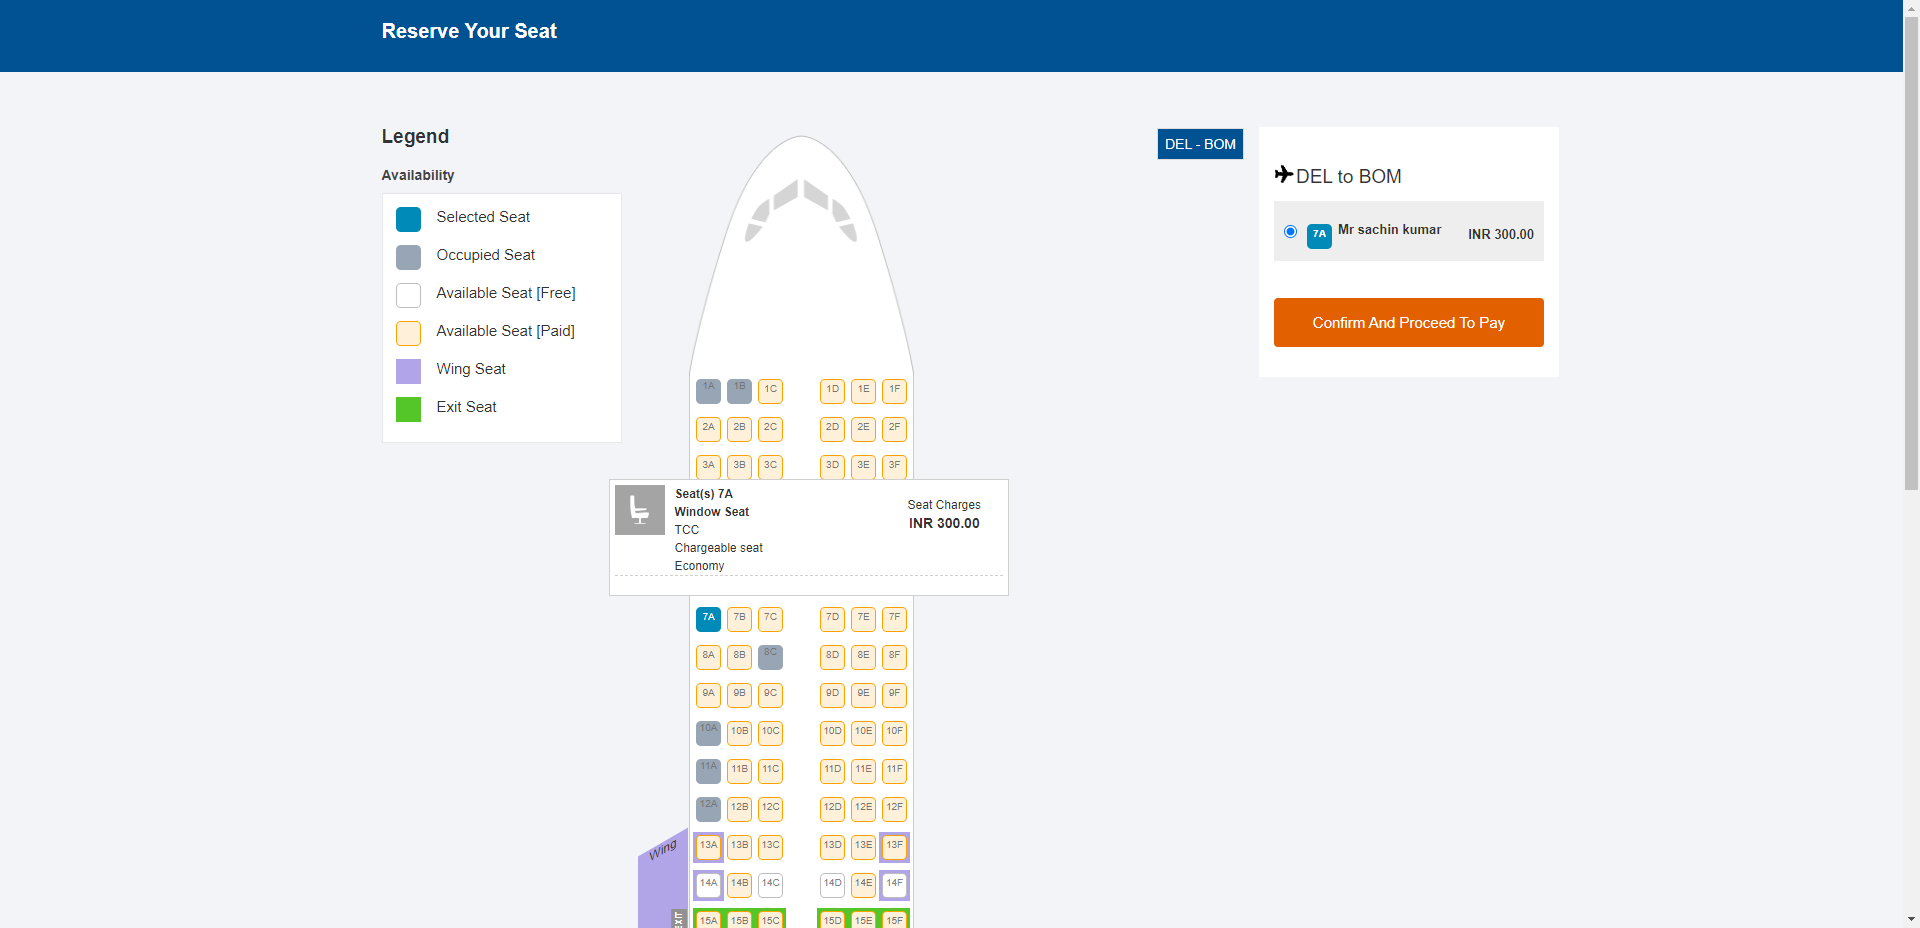 Reserve Your Seat
Legend
Availability
Selected Seat
Occupied Seat
Available Seat [Free]
Available Seat [Paid]
Wing Seat
Exit Seat
DEL - BOM
DEL to BOM
7A Mr sachin kumar INR 300.00
Confirm And Proceed To Pay
1A 1B 1C 1D 1E 1F
2A 2B 2C 2D 2E 2F
3A 3B 3C 3D 3E 3F
Seat(s) 7A
Window Seat
TCC
Chargeable seat
Economy
Seat Charges
INR 300.00
7A 7B 7C 7D 7E 7F
8A 8B 8C 8D 8E 8F
9A 9B 9C 9D 9E 9F
10A 10B 10C 10D 10E 10F
11A 11B 11C 11D 11E 11F
12A 12B 12C 12D 12E 12F
Wing
13A 13B 13C 13D 13E 13F
14A 14B 14C 14D 14E 14F
EXIT
15A 15B 15C 15D 15E 15F